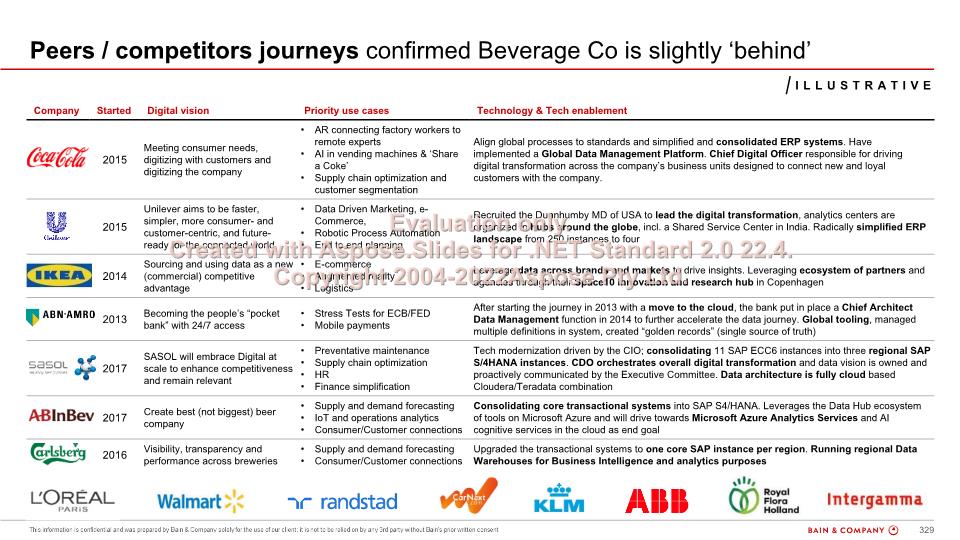 Peers / competitors journeys confirmed Beverage Co is slightly ‘behind’
ILLUSTRATIVE
Company Started Digital vision Priority use cases Technology & Tech enablement
Coca-Cola
2015
Meeting consumer needs,
digitizing with customers and
digitizing the company
• AR connecting factory workers to
remote experts
• AI in vending machines & ‘Share
a Coke’
• Supply chain optimization and
customer segmentation
Align global processes to standards and simplified and consolidated ERP systems. Have
implemented a Global Data Management Platform. Chief Digital Officer responsible for driving
digital transformation across the company’s business units designed to connect new and loyal
customers with the company.
Unilever
2015
Unilever aims to be faster,
simpler, more consumer- and
customer-centric, and future-
ready for the connected world
• Data Driven Marketing, e-
Commerce,
• Robotic Process Automation
• End to end planning
Recruited the Dunnhumby MD of USA to lead the digital transformation, analytics centers are
organized in hubs around the globe, incl. a Shared Service Center in India. Radically simplified ERP
landscape from 250 instances to four
IKEA
2014
Sourcing and using data as a new
(commercial) competitive
advantage
• E-commerce
• Augmented reality
• Logistics
Leverage data across brands and markets to drive insights. Leveraging ecosystem of partners and
agencies through their Space10 innovation and research hub in Copenhagen
ABN·AMRO
2013
Becoming the people’s “pocket
bank” with 24/7 access
• Stress Tests for ECB/FED
• Mobile payments
After starting the journey in 2013 with a move to the cloud, the bank put in place a Chief Architect
Data Management function in 2014 to further accelerate the data journey. Global tooling, managed
multiple definitions in system, created “golden records” (single source of truth)
sasol
2017
SASOL will embrace Digital at
scale to enhance competitiveness
and remain relevant
• Preventative maintenance
• Supply chain optimization
• HR
• Finance simplification
Tech modernization driven by the CIO; consolidating 11 SAP ECC6 instances into three regional SAP
S/4HANA instances. CDO orchestrates overall digital transformation and data vision is owned and
proactively communicated by the Executive Committee. Data architecture is fully cloud based
Cloudera/Teradata combination
ABInBev
2017
Create best (not biggest) beer
company
• Supply and demand forecasting
• IoT and operations analytics
• Consumer/Customer connections
Consolidating core transactional systems into SAP S/4. Leverages the Data Hub ecosystem
of tools on Microsoft Azure and will drive towards Microsoft Azure Analytics Services and AI
cognitive services in the cloud as end goal
Carlsberg
2016
Visibility, transparency and
performance across breweries
• Supply and demand forecasting
• Consumer/Customer connections
Upgraded the transactional systems to one core SAP instance per region. Running regional Data
Warehouses for Business Intelligence and analytics purposes
Evaluation only.
Created with Aspose.Slides for .NET Standard 2.0 22.4.
Copyright 2004-2022Aspose Pty Ltd.
L'ORÉAL
PARIS
Walmart
randstad
CarNext
.com
KLM
ABB
Royal
Flora
Holland
Intergamma
This information is confidential and was prepared by Bain & Company solely for the use of our client; it is not to be relied on by any 3rd party without Bain's prior written consent
BAIN & COMPANY
329